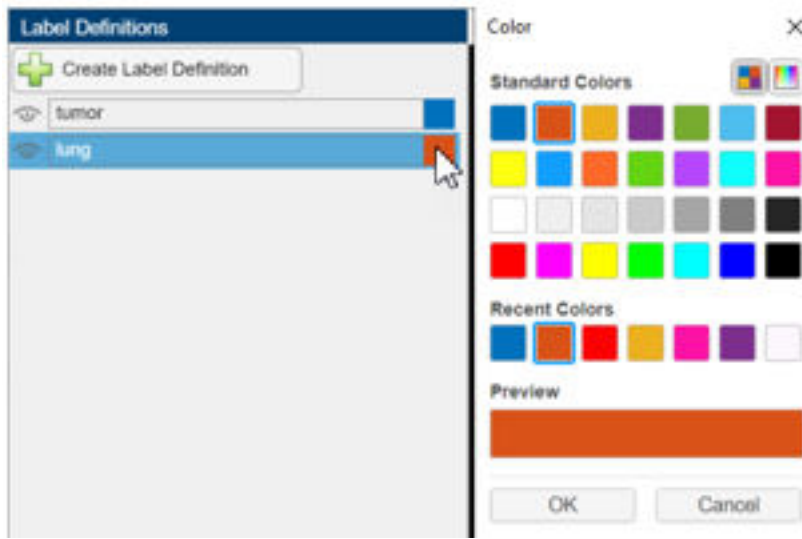 Label Definitions
Create Label Definition
tumor
lung
Color
Standard Colors
Recent Colors
Preview
OK
Cancel